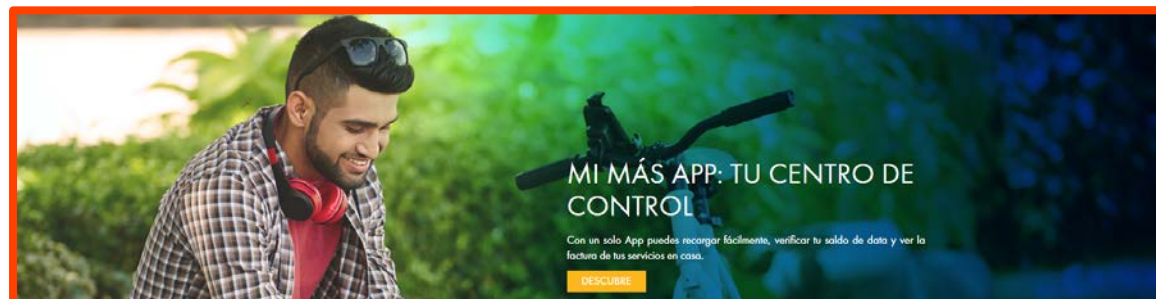 MI MÁS APP: TU CENTRO DE
CONTROL
Con un solo App puedes recargar fácilmente, verificar tu saldo de data y ver la
factura de tus servicios en casa.
DESCUBRE